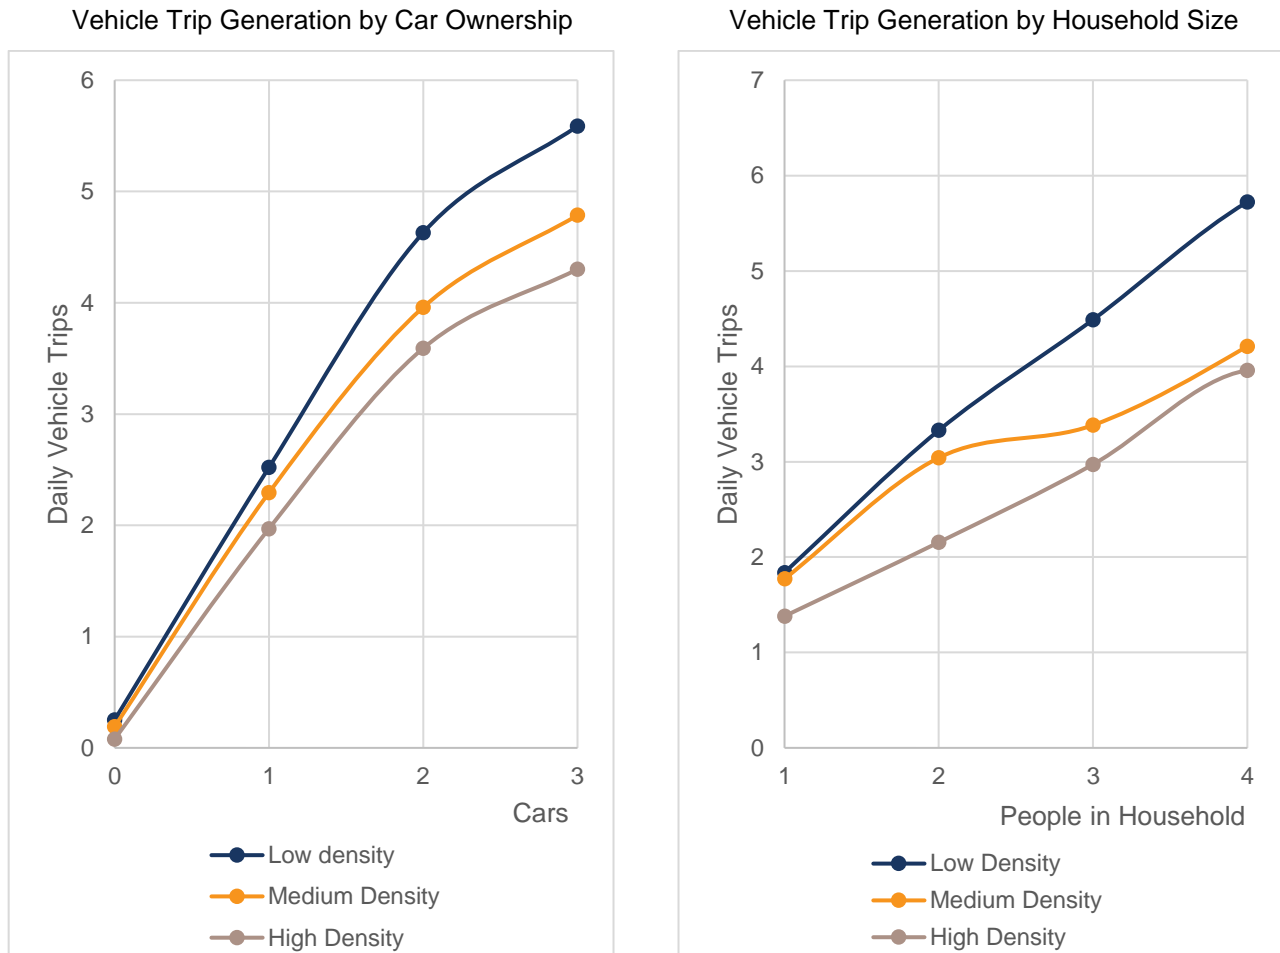 Vehicle Trip Generation by Car Ownership
6
5
4
3
2
1
0
Daily Vehicle Trips
0 1 2 3
Cars
Low density
Medium Density
High Density
Vehicle Trip Generation by Household Size
7
6
5
4
3
2
1
0
Daily Vehicle Trips
1 2 3 4
People in Household
Low Density
Medium Density
High Density